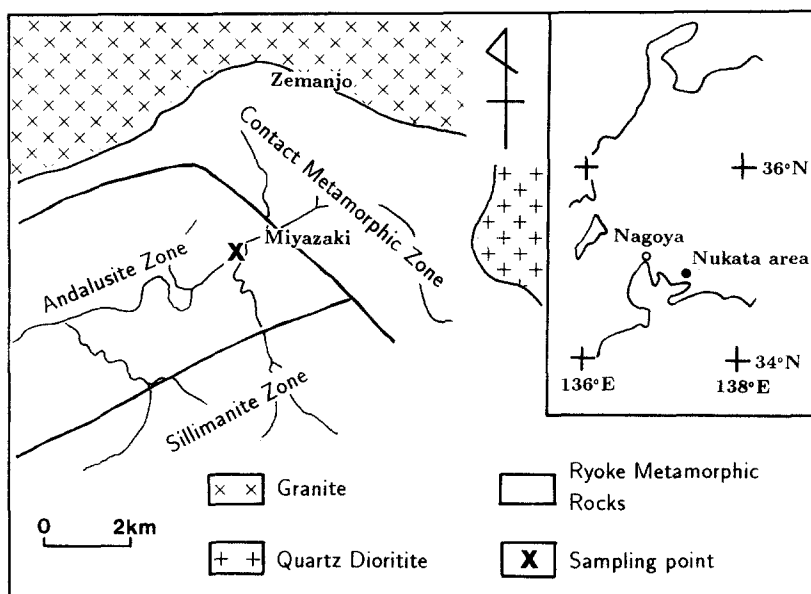 Zemanjo
Contact Metamorphic Zone
Miyazaki
X
Andalusite Zone
Sillimanite Zone
Granite
Ryoke Metamorphic
Rocks
0 2km
Quartz Dioritite
X Sampling point
36°N
Nagoya
Nukata area
34°N
136°E
138°E